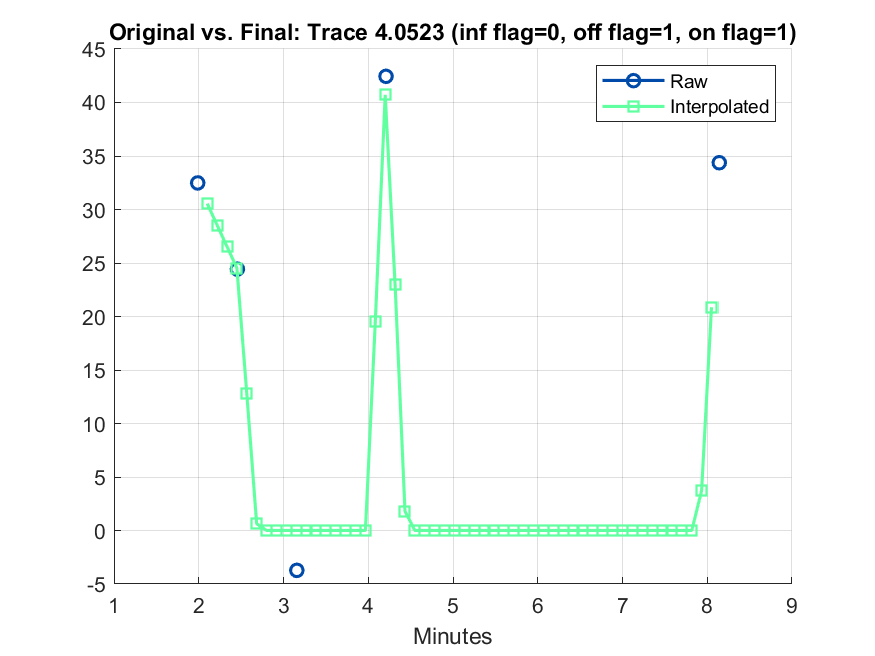 Original vs. Final: Trace 4.0523 (inf flag=0, off flag=1, on flag=1)
45
40
35
30
25
20
15
10
5
0
-5
Raw
Interpolated
1 2 3 4 5 6 7 8 9
Minutes